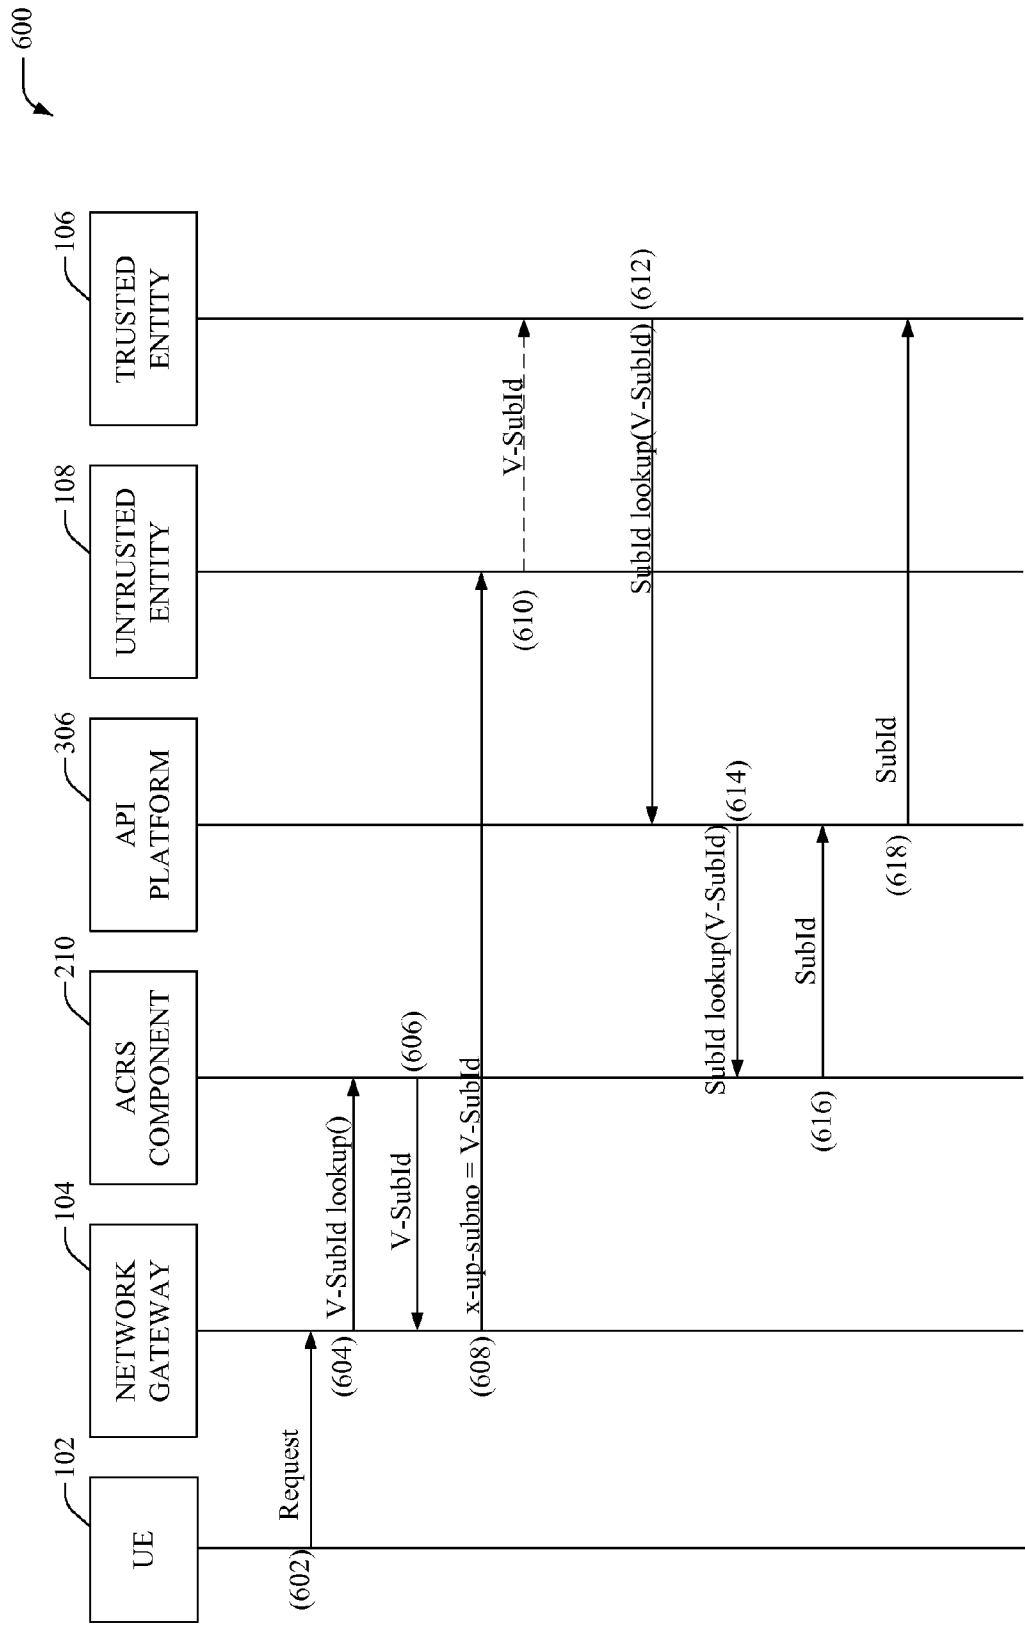 600
102
104
210
306
108
106
UE
NETWORK
GATEWAY
ACRS
COMPONENT
API
PLATFORM
UNTRUSTED
ENTITY
TRUSTED
ENTITY
(602)
Request
(604)
V-SubId lookup()
V-SubId
(606)
(608)
x-up-subno = V-SubId
(610)
V-SubId
SubId lookup(V-SubId)
(612)
SubId lookup(V-SubId)
(614)
(616)
SubId
(618)
SubId